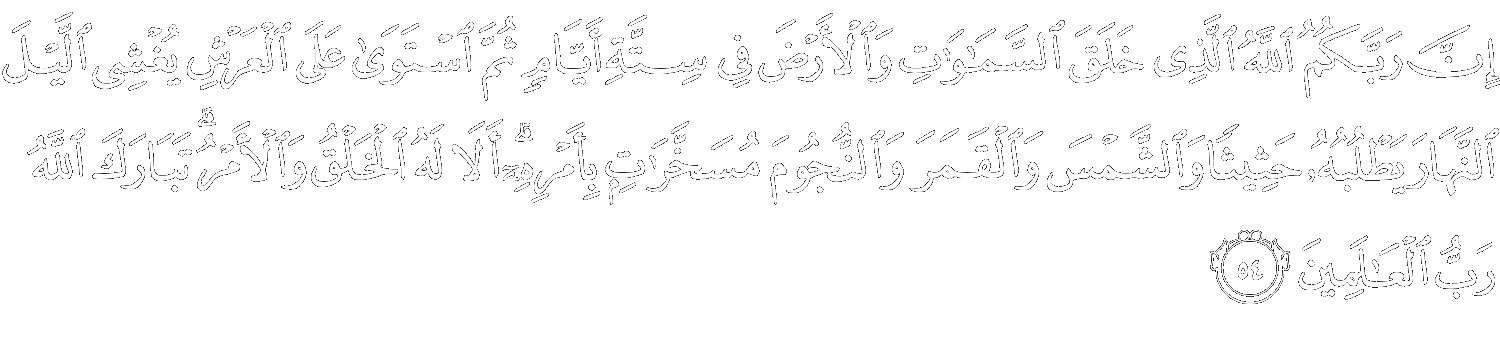 إِنَّ رَبَّكُمُ ٱللَّهُ ٱلَّذِى خَلَقَ ٱلسَّمَـٰوَٰتِ وَٱلْأَرْضَ فِى سِتَّةِ أَيَّامٍ ثُمَّ ٱسْتَوَىٰ عَلَى ٱلْعَرْشِ يُغْشِى ٱلَّيْلَ
ٱلنَّهَارَ يَطْلُبُهُۥ حَثِيثًا وَٱلشَّمْسَ وَٱلْقَمَرَ وَٱلنُّجُومَ مُسَخَّرَٰتٍۭ بِأَمْرِهِۦٓ ۗ أَلَا لَهُ ٱلْخَلْقُ وَٱلْأَمْرُ ۗ تَبَارَكَ ٱللَّهُ
رَبُّ ٱلْعَـٰلَمِينَ ٥٤